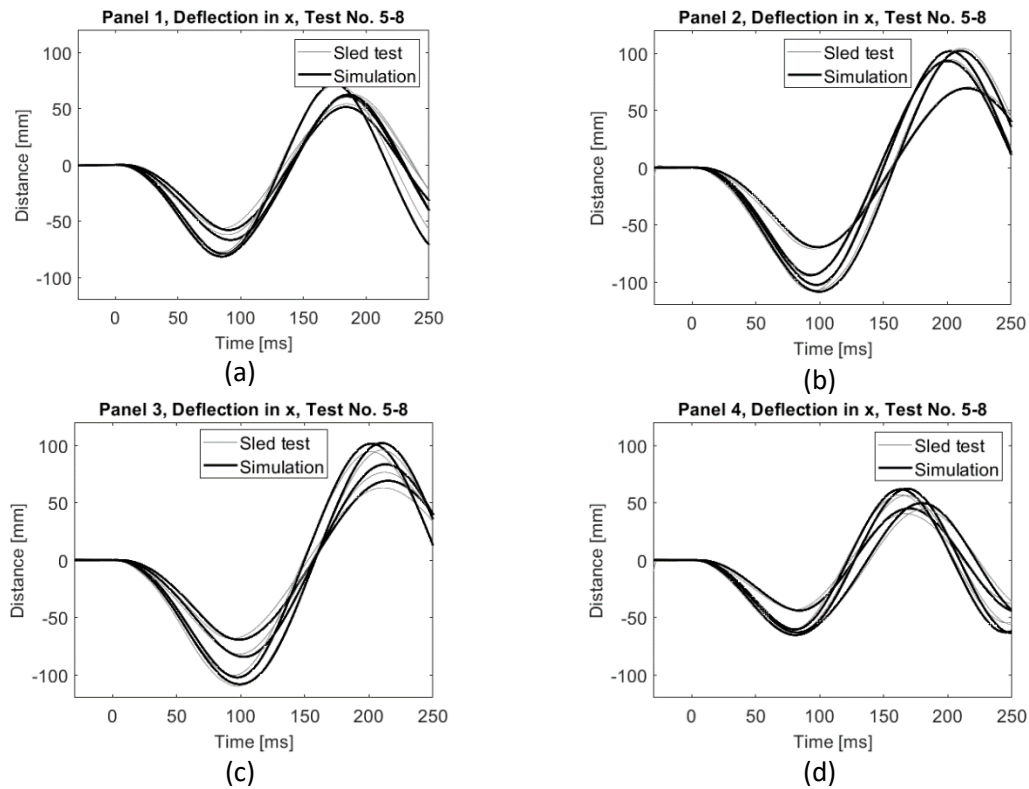 Panel 1, Deflection in x, Test No. 5-8
Sled test
Simulation
Distance [mm]
100
50
0
-50
-100
0 50 100 150 200 250
Time [ms]
(a)
Panel 2, Deflection in x, Test No. 5-8
Sled test
Simulation
Distance [mm]
100
50
0
-50
-100
0 50 100 150 200 250
Time [ms]
(b)
Panel 3, Deflection in x, Test No. 5-8
Sled test
Simulation
Distance [mm]
100
50
0
-50
-100
0 50 100 150 200 250
Time [ms]
(c)
Panel 4, Deflection in x, Test No. 5-8
Sled test
Simulation
Distance [mm]
100
50
0
-50
-100
0 50 100 150 200 250
Time [ms]
(d)